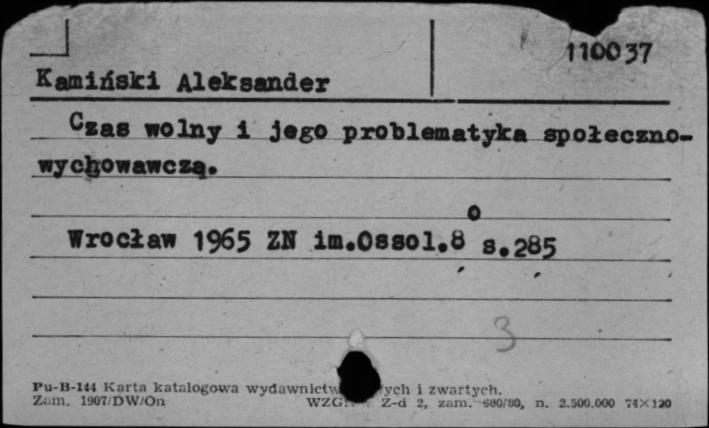 110037
Kamiński Aleksander
Czas wolny i jego problematyka społeczno-
wychowawczą.
Wrocław 1965 ZN im.Ossol.8° s.285
3
Pu-B-144 Karta katalogowa wydawnictw ych i zwartych.
Zam. 1907/DW/On Z-d 2, zam. 680/80, n. 2.500.000 74×120